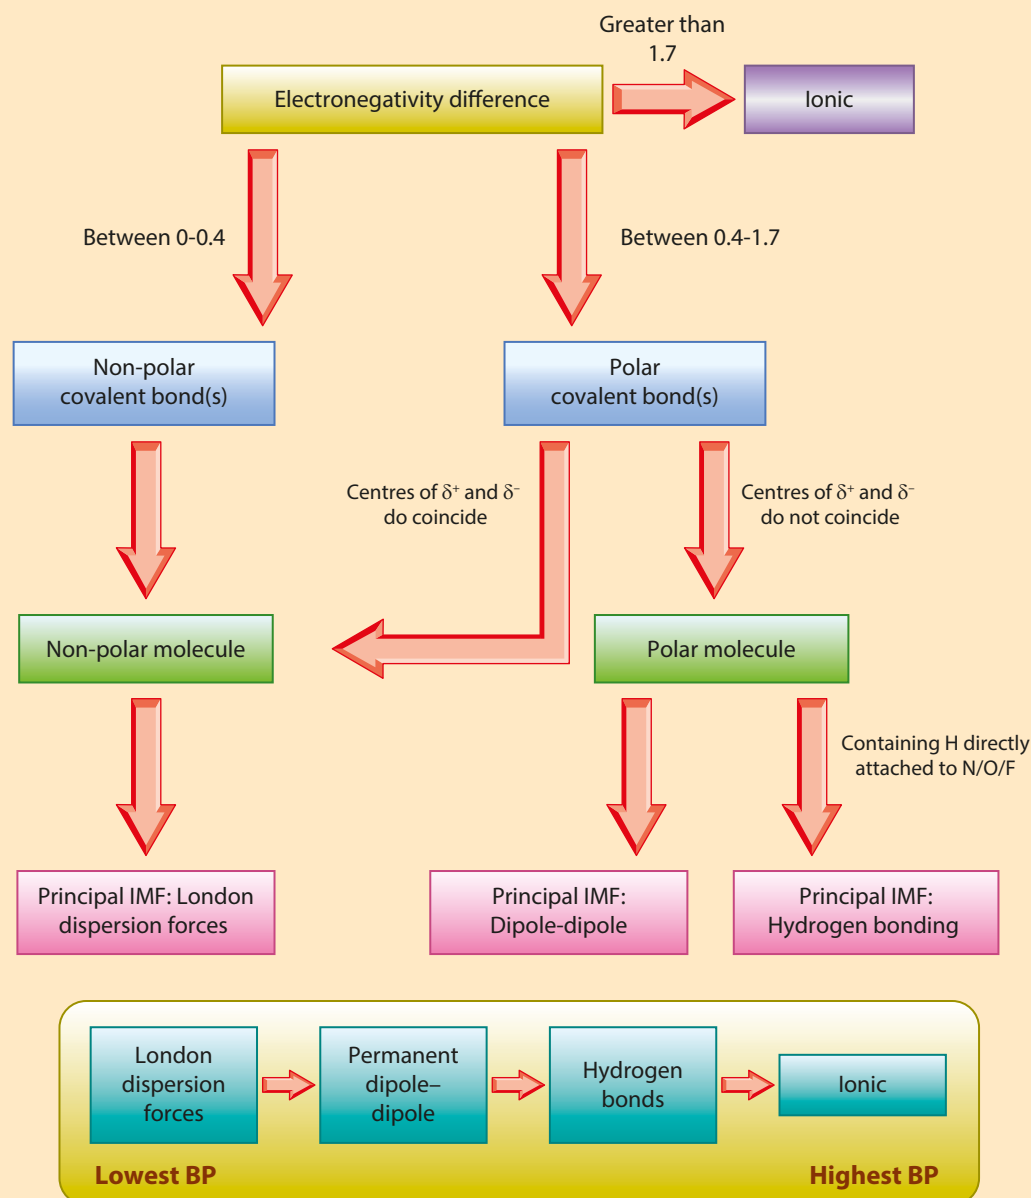 Greater than
1.7
Electronegativity difference
Ionic
Between 0-0.4
Between 0.4-1.7
Non-polar
covalent bond(s)
Polar
covalent bond(s)
Centres of δ⁺ and δ⁻
do coincide
Centres of δ⁺ and δ⁻
do not coincide
Non-polar molecule
Polar molecule
Containing H directly
attached to N/O/F
Principal IMF: London
dispersion forces
Principal IMF:
Dipole-dipole
Principal IMF:
Hydrogen bonding
London
dispersion
forces
Permanent
dipole–
dipole
Hydrogen
bonds
Ionic
Lowest BP
Highest BP